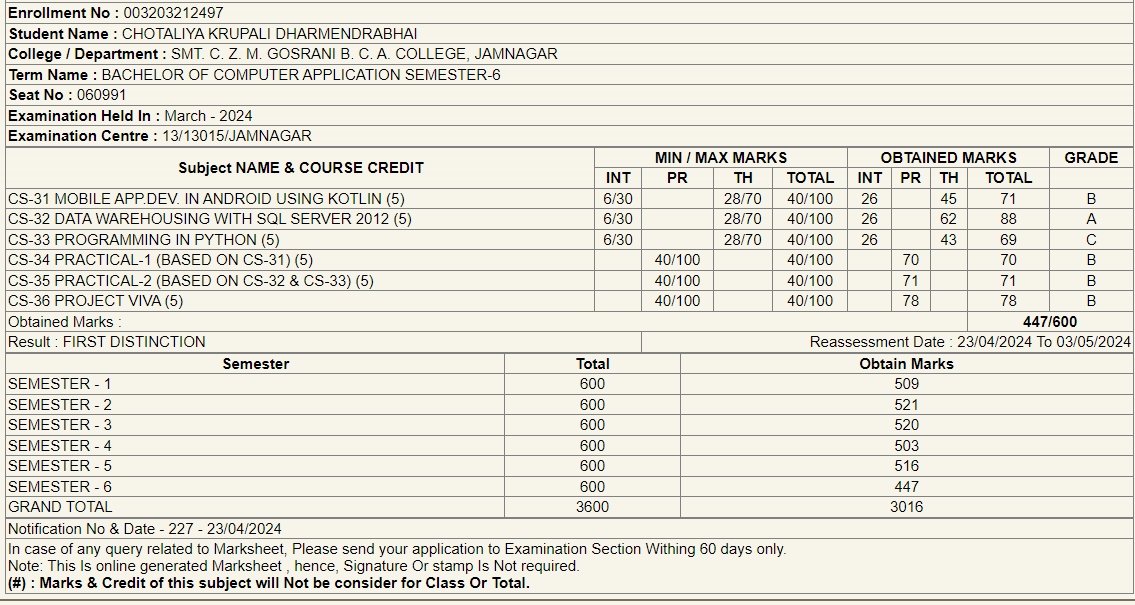 Enrollment No : 003203212497
Student Name : CHOTALIYA KRUPALI DHARMENDRABHAI
College / Department : SMT. C. Z. M. GOSRANI B. C. A. COLLEGE, JAMNAGAR
Term Name : BACHELOR OF COMPUTER APPLICATION SEMESTER-6
Seat No : 060991
Examination Held In : March - 2024
Examination Centre : 13/13015/JAMNAGAR
Subject NAME & COURSE CREDIT MIN / MAX MARKS OBTAINED MARKS GRADE
INT PR TH TOTAL INT PR TH TOTAL
CS-31 MOBILE APP.DEV. IN ANDROID USING KOTLIN (5) 6/30 28/70 40/100 26 45 71 B
CS-32 DATA WAREHOUSING WITH SQL SERVER 2012 (5) 6/30 28/70 40/100 26 62 88 A
CS-33 PROGRAMMING IN PYTHON (5) 6/30 28/70 40/100 26 43 69 C
CS-34 PRACTICAL-1 (BASED ON CS-31) (5) 40/100 40/100 70 70 B
CS-35 PRACTICAL-2 (BASED ON CS-32 & CS-33) (5) 40/100 40/100 71 71 B
CS-36 PROJECT VIVA (5) 40/100 40/100 78 78 B
Obtained Marks : 447/600
Result : FIRST DISTINCTION Reassessment Date : 23/04/2024 To 03/05/2024
Semester Total Obtain Marks
SEMESTER - 1 600 509
SEMESTER - 2 600 521
SEMESTER - 3 600 520
SEMESTER - 4 600 503
SEMESTER - 5 600 516
SEMESTER - 6 600 447
GRAND TOTAL 3600 3016
Notification No & Date - 227 - 23/04/2024
In case of any query related to Marksheet, Please send your application to Examination Section Withing 60 days only.
Note: This Is online generated Marksheet , hence, Signature Or stamp Is Not required.
(#) : Marks & Credit of this subject will Not be consider for Class Or Total.